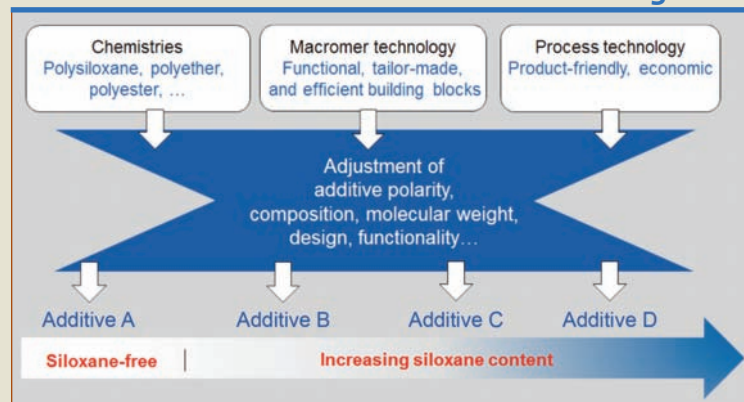 Chemistries
Polysiloxane, polyether,
polyester, ...
Macromer technology
Functional, tailor-made,
and efficient building blocks
Process technology
Product-friendly, economic
Adjustment of
additive polarity,
composition, molecular weight,
design, functionality...
Additive A
Additive B
Additive C
Additive D
Siloxane-free
Increasing siloxane content